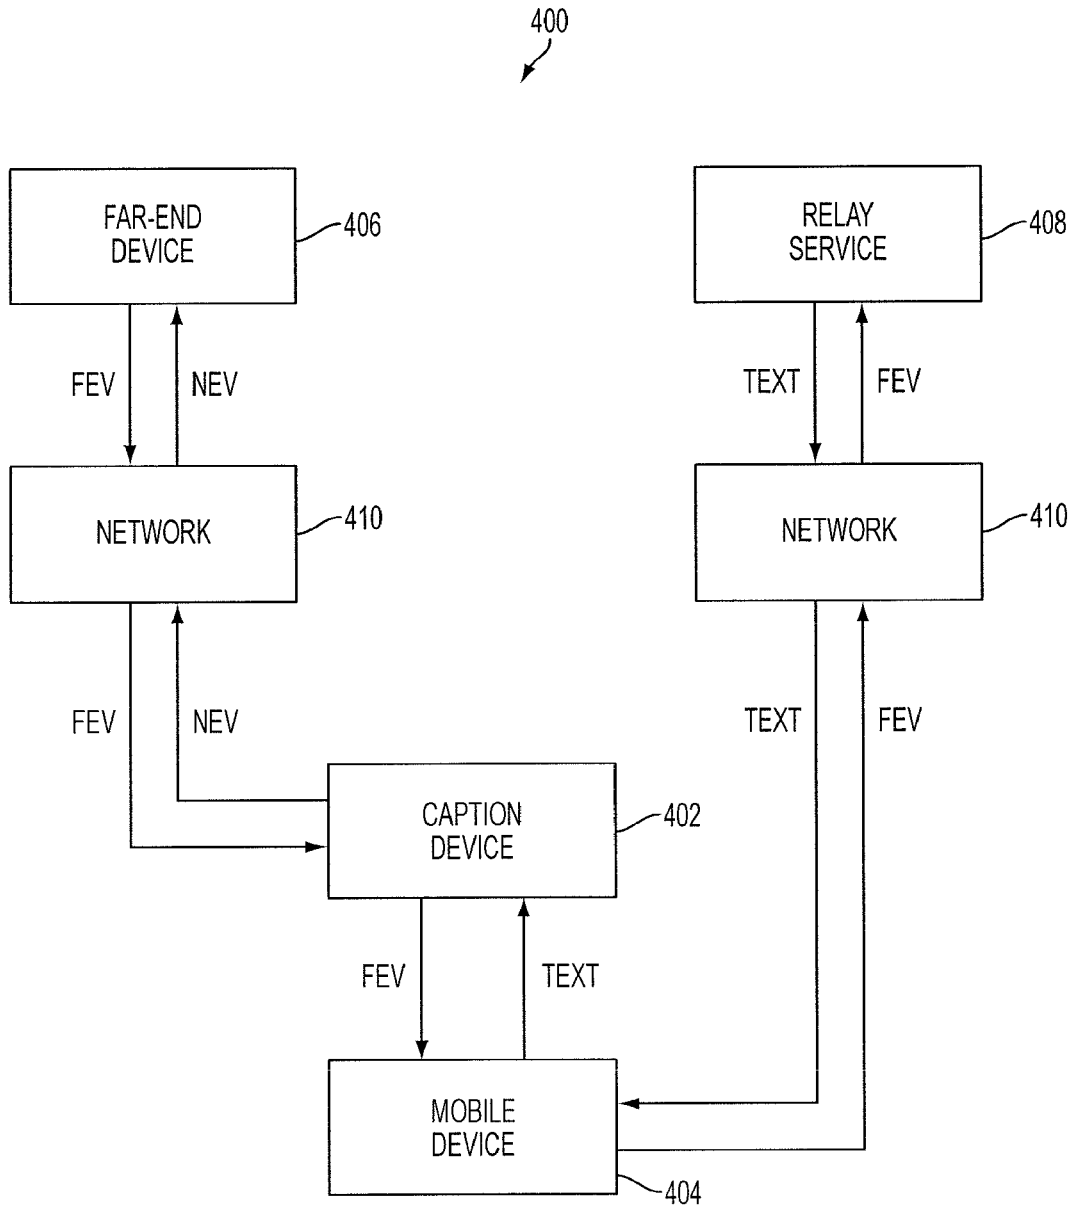 400
FAR-END
DEVICE
406
RELAY
SERVICE
408
FEV
NEV
TEXT
FEV
NETWORK
410
NETWORK
410
FEV
NEV
TEXT
FEV
CAPTION
DEVICE
402
FEV
TEXT
MOBILE
DEVICE
404